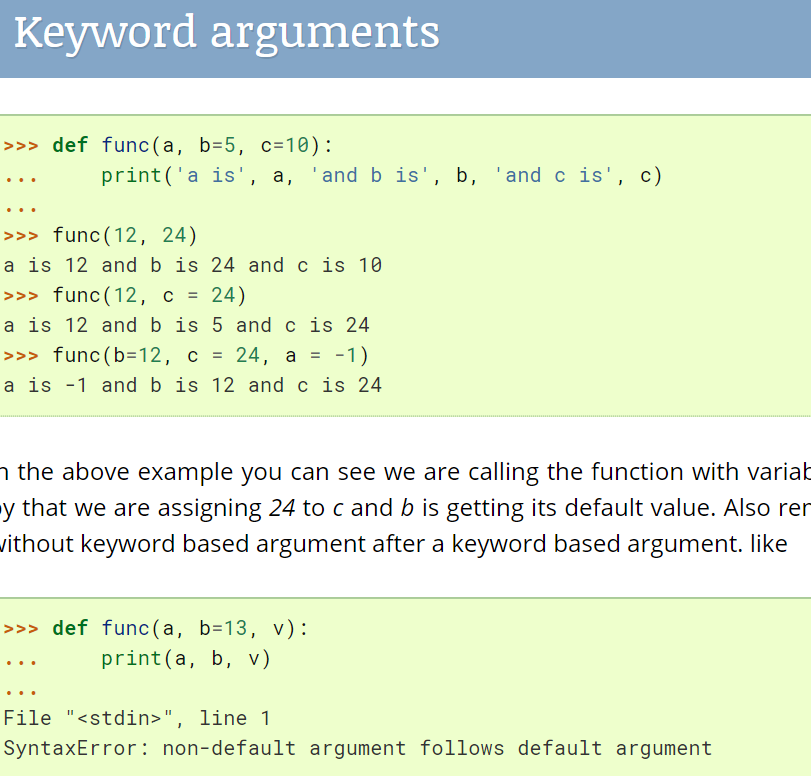 Keyword arguments
>>> def func(a, b=5, c=10):
...     print('a is', a, 'and b is', b, 'and c is', c)
...
>>> func(12, 24)
a is 12 and b is 24 and c is 10
>>> func(12, c = 24)
a is 12 and b is 5 and c is 24
>>> func(b=12, c = 24, a = -1)
a is -1 and b is 12 and c is 24
the above example you can see we are calling the function with
that we are assigning 24 to c and b is getting its default value. Also
without keyword based argument after a keyword based argument. like
>>> def func(a, b=13, v):
...     print(a, b, v)
...
File "<stdin>", line 1
SyntaxError: non-default argument follows default argument